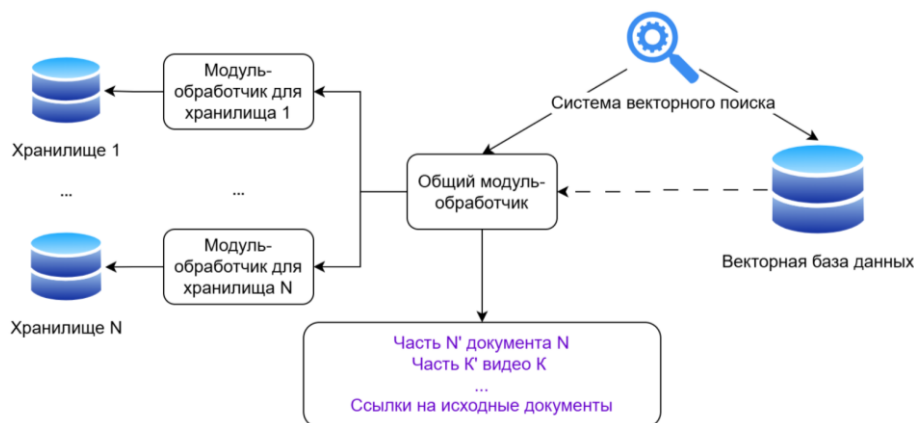 Модуль-
обработчик для
хранилища 1
Хранилище 1
...
...
Модуль-
обработчик для
хранилища N
Хранилище N
Общий модуль-
обработчик
Система векторного поиска
Векторная база данных
Часть N' документа N
Часть K' видео K
...
Ссылки на исходные документы